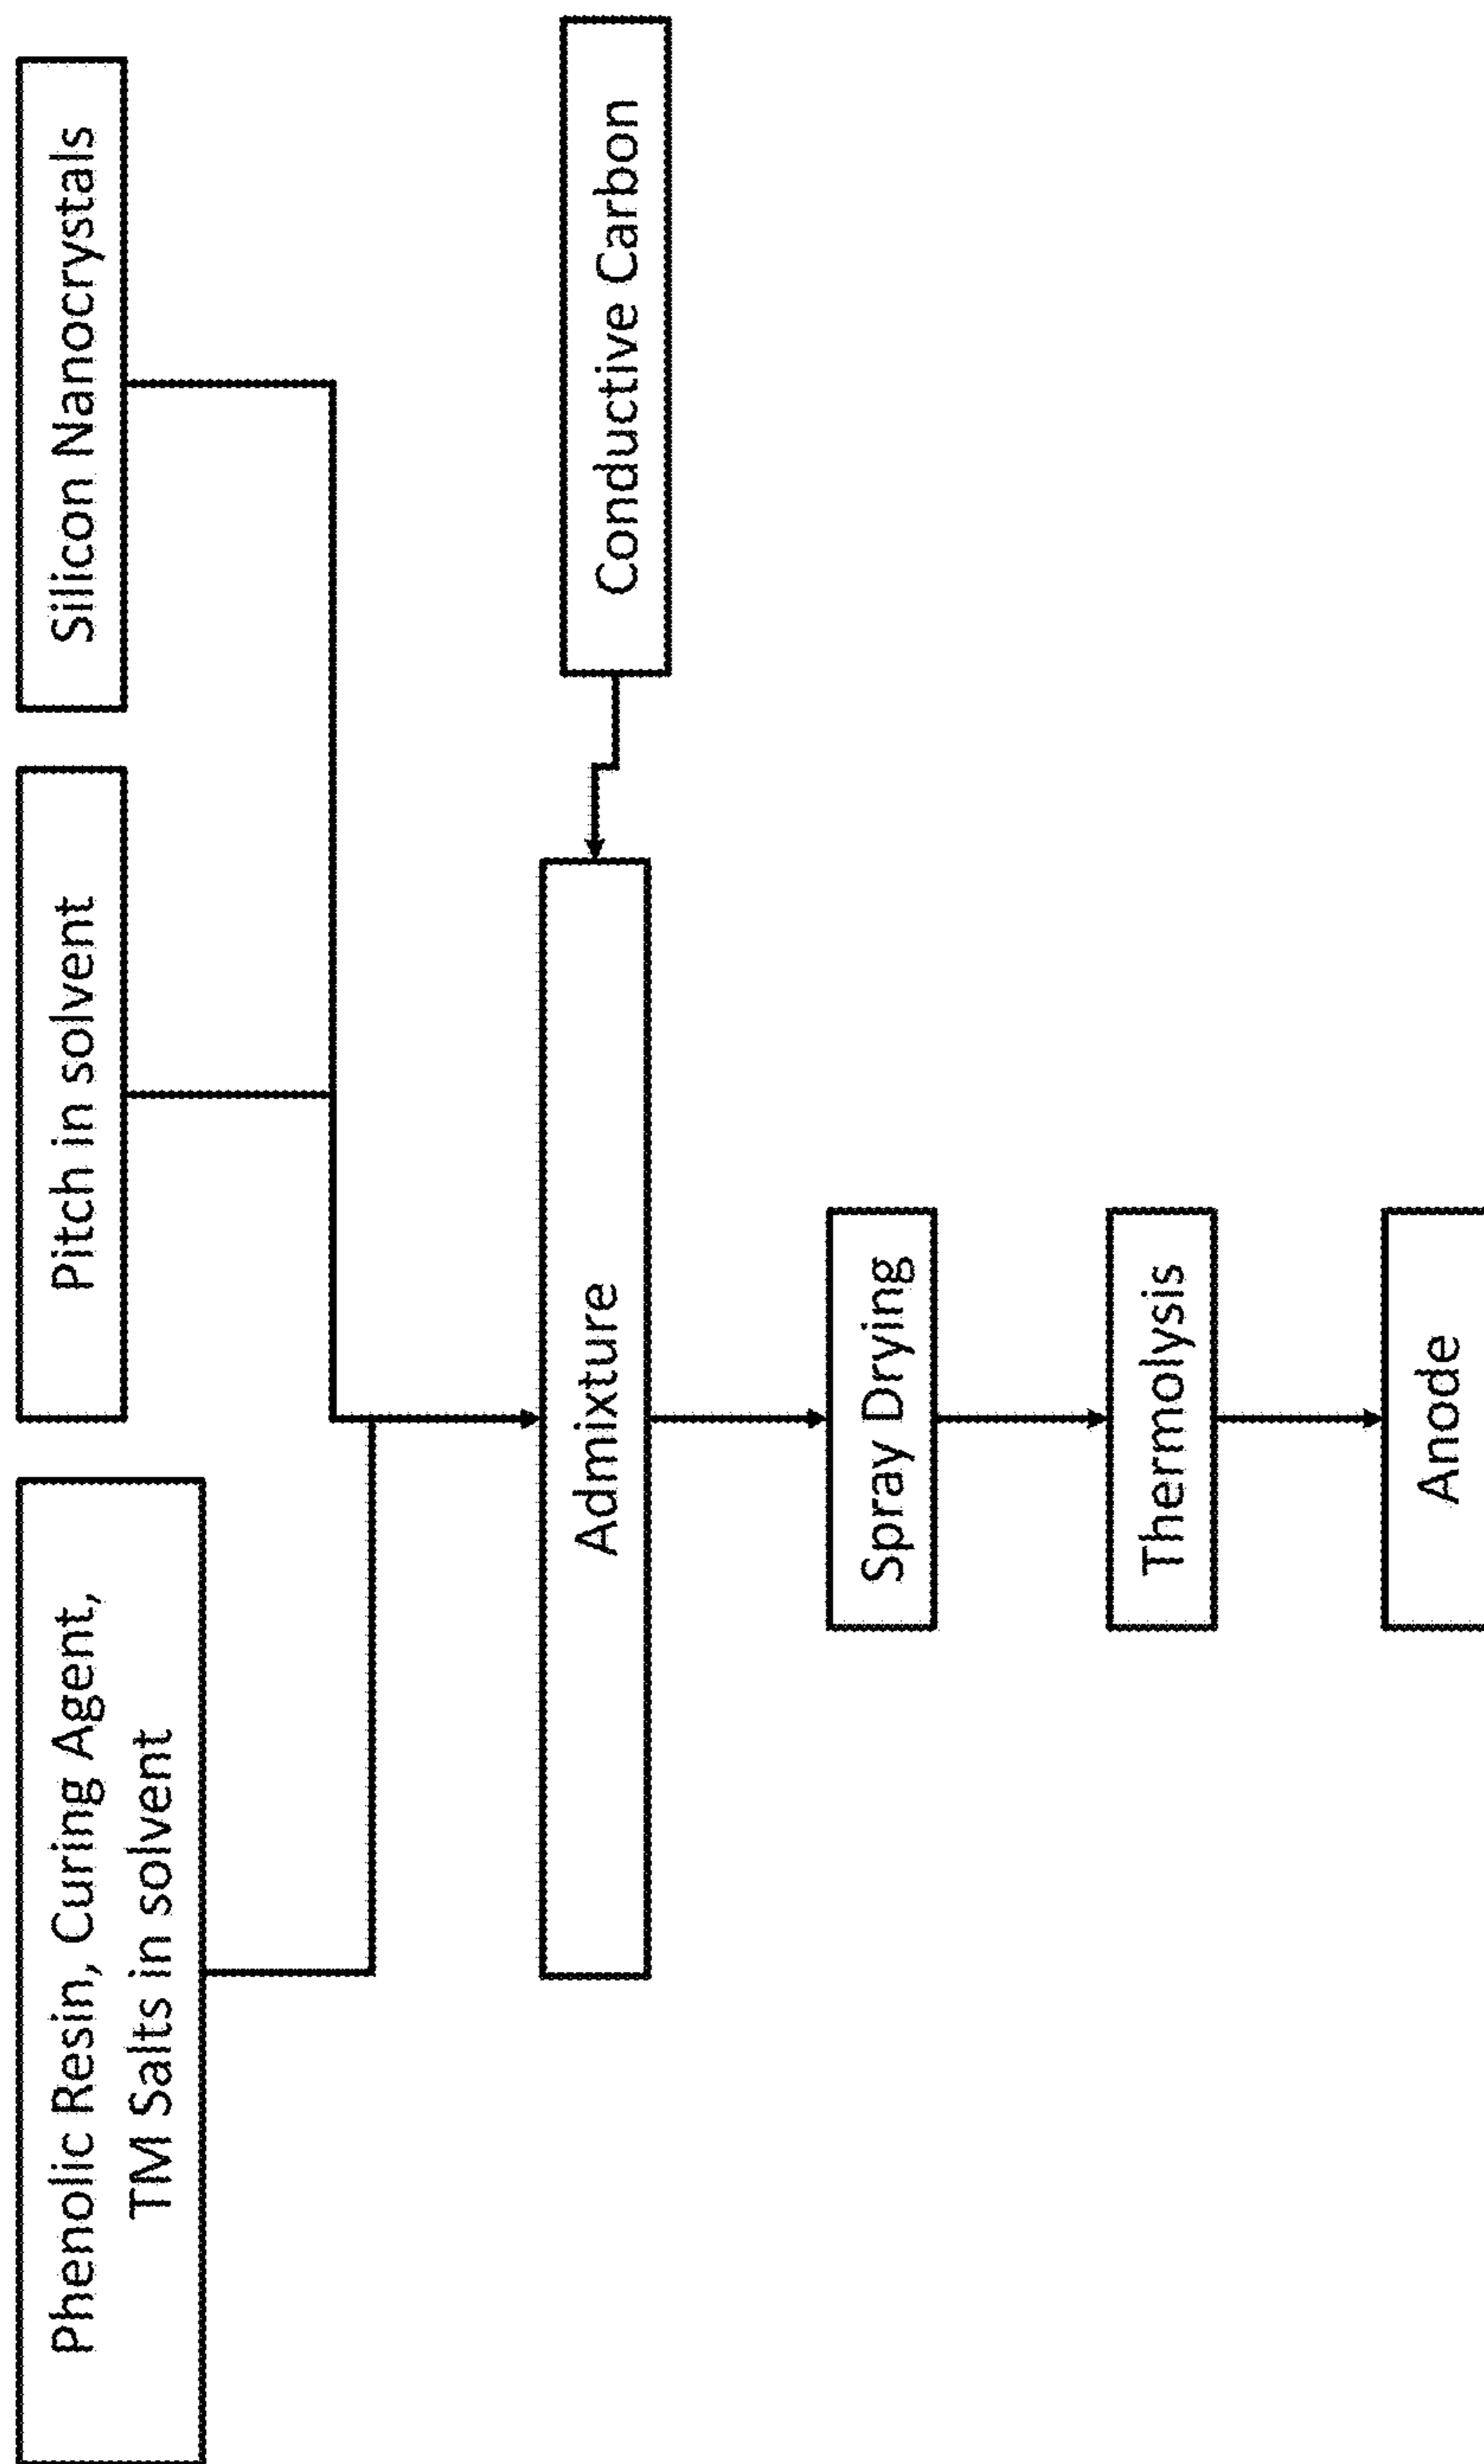 Phenolic Resin, Curing Agent,
TM Salts in solvent
Pitch in solvent
Silicon Nanocrystals
Conductive Carbon
Admixture
Spray Drying
Thermolysis
Anode